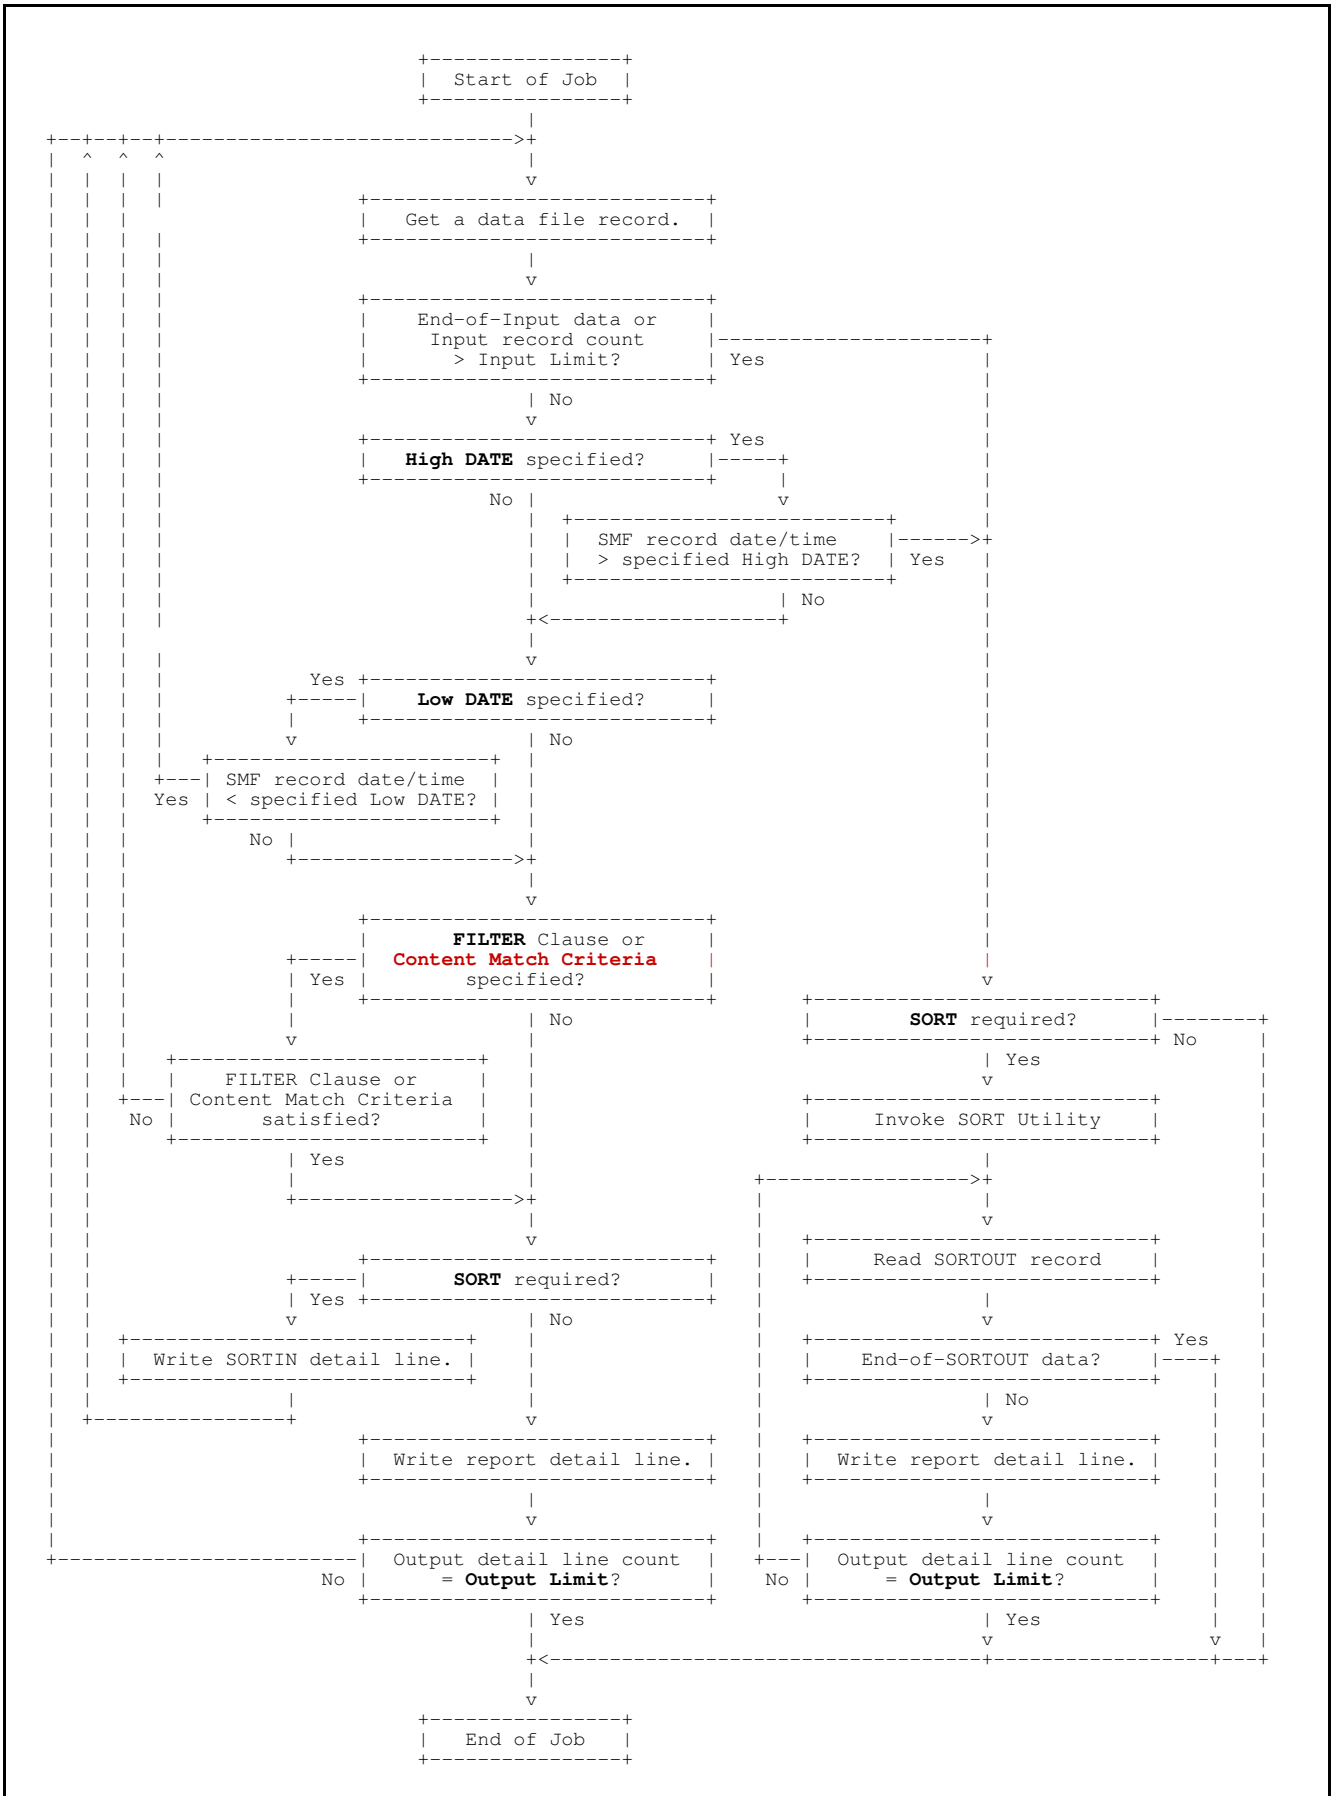 Start of Job
Get a data file record.
End-of-Input data or
Input record count
> Input Limit?
Yes
No
Yes
High DATE specified?
No
SMF record date/time
> specified High DATE?
Yes
No
Yes
Low DATE specified?
No
SMF record date/time
Yes
< specified Low DATE?
No
FILTER Clause or
Content Match Criteria
Yes
specified?
No
SORT required?
No
Yes
FILTER Clause or
Content Match Criteria
No
satisfied?
Invoke SORT Utility
Yes
Read SORTOUT record
SORT required?
Yes
No
Yes
Write SORTIN detail line.
End-of-SORTOUT data?
No
Write report detail line.
Write report detail line.
Output detail line count
Output detail line count
No
= Output Limit?
No
= Output Limit?
Yes
Yes
End of Job